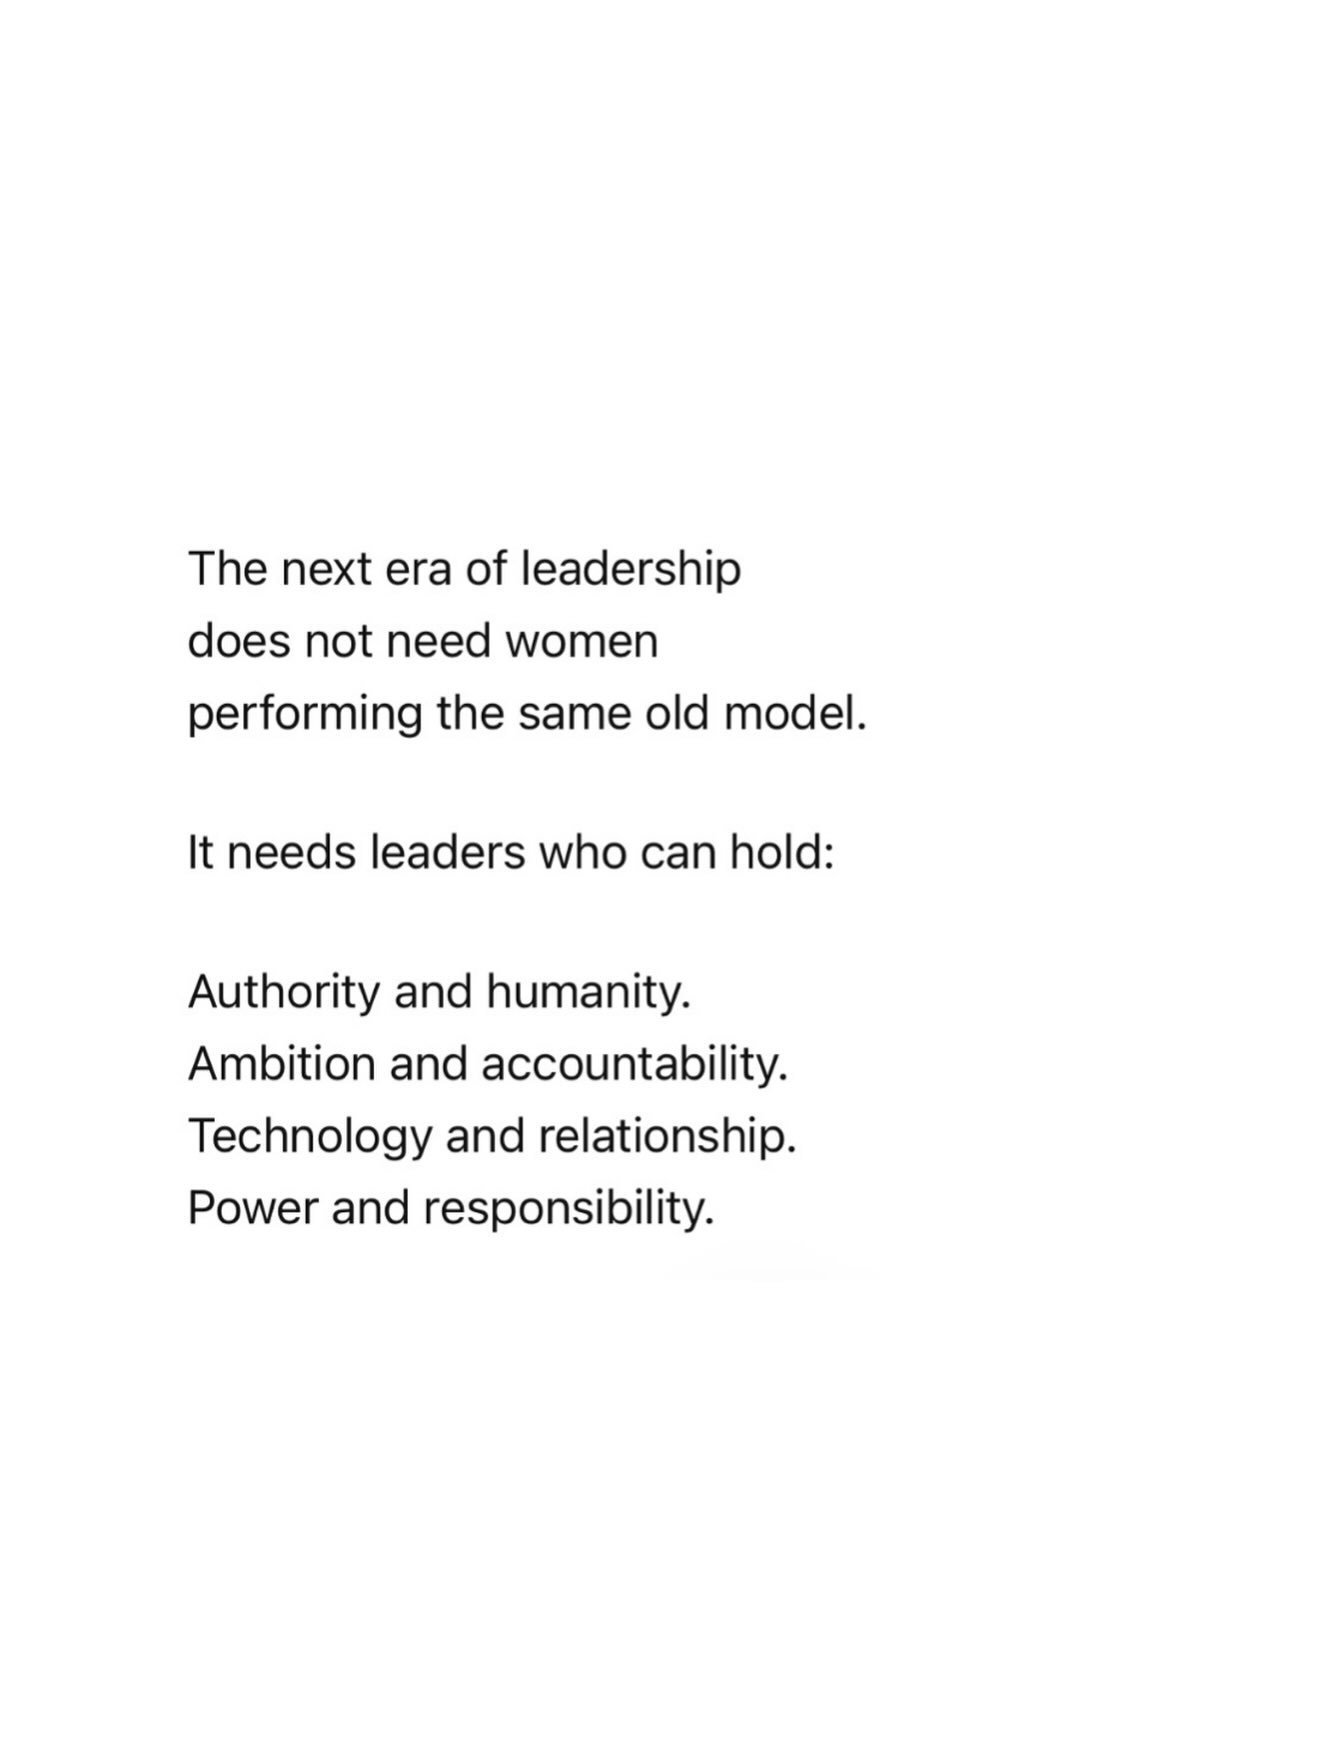 The next era of leadership
does not need women
performing the same old model.
It needs leaders who can hold:
Authority and humanity.
Ambition and accountability.
Technology and relationship.
Power and responsibility.